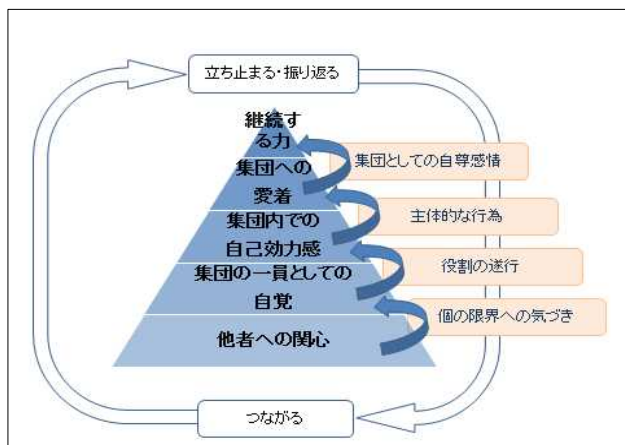 立ち止まる・振り返る
継続す
る力
集団としての自尊感情
集団への
愛着
主体的な行為
集団内での
自己効力感
役割の遂行
集団の一員としての
自覚
個の限界への気づき
他者への関心
つながる